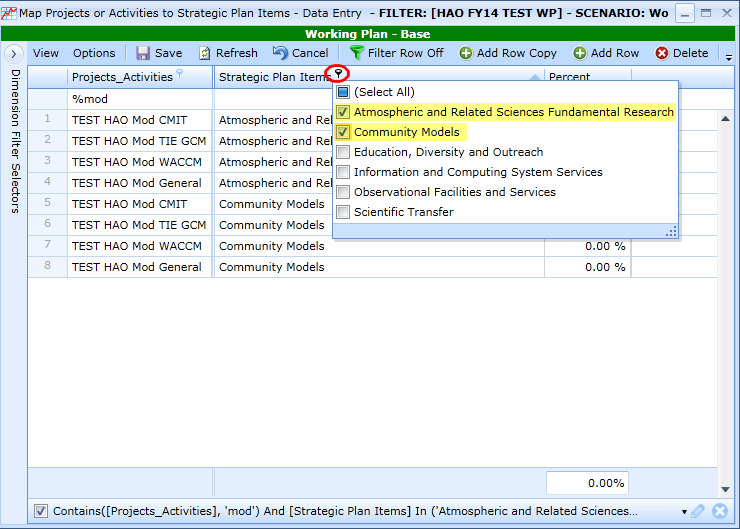 Map Projects or Activities to Strategic Plan Items - Data Entry - FILTER: [HAO FY14 TEST WP] - SCENARIO: Wo
Working Plan - Base
View Options Save Refresh Cancel Filter Row Off Add Row Copy Add Row Delete
Dimension Filter Selectors
Projects_Activities Strategic Plan Items Percent
%mod
(Select All)
Atmospheric and Related Sciences Fundamental Research
Community Models
Education, Diversity and Outreach
Information and Computing System Services
Observational Facilities and Services
Scientific Transfer
1 TEST HAO Mod CMIT Atmospheric and Rel
2 TEST HAO Mod TIE GCM Atmospheric and Rel
3 TEST HAO Mod WACCM Atmospheric and Rel
4 TEST HAO Mod General Atmospheric and Rel
5 TEST HAO Mod CMIT Community Models
6 TEST HAO Mod TIE GCM Community Models
7 TEST HAO Mod WACCM Community Models 0.00 %
8 TEST HAO Mod General Community Models 0.00 %
0.00%
Contains([Projects_Activities], 'mod') And [Strategic Plan Items] In ('Atmospheric and Related Sciences...